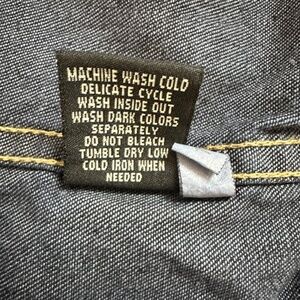 MACHINE WASH COLD
DELICATE CYCLE
WASH INSIDE OUT
WASH DARK COLORS
SEPARATELY
DO NOT BLEACH
TUMBLE DRY LOW
COLD IRON WHEN
NEEDED